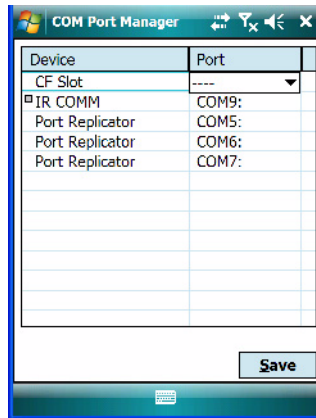 COM Port Manager
Device Port
CF Slot ----
IR COMM COM9:
Port Replicator COM5:
Port Replicator COM6:
Port Replicator COM7:
Save